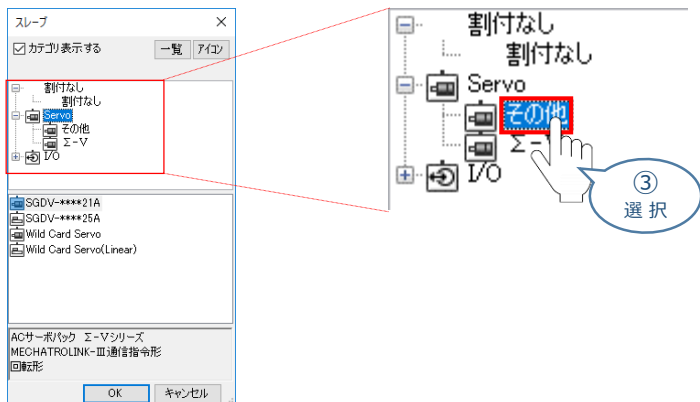 スレーブ
カテゴリ表示する
一覧
アイコン
割付なし
割付なし
Servo
その他
Σ-V
I/O
SGDV-****21A
SGDV-****25A
Wild Card Servo
Wild Card Servo(Linear)
ACサーボパック Σ-Vシリーズ
MECHATROLINK-Ⅲ通信指令形
回転形
OK
キャンセル
割付なし
割付なし
Servo
その他
Σ-V
I/O
③
選 択